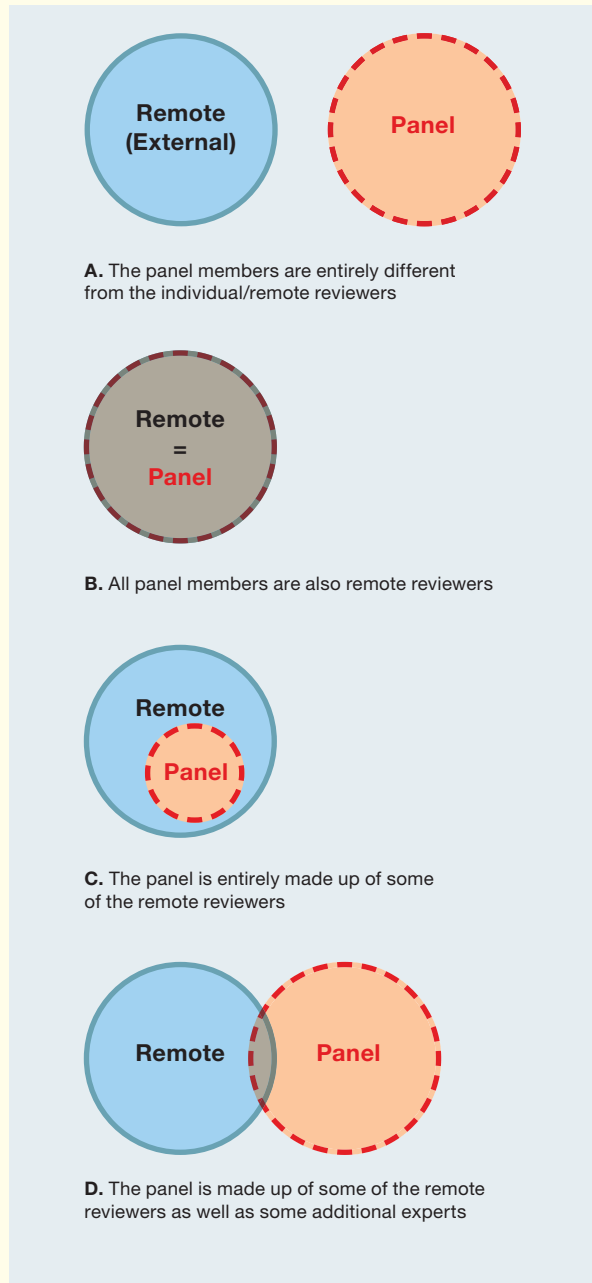 Remote
(External)
Panel
A. The panel members are entirely different
from the individual/remote reviewers
Remote
=
Panel
B. All panel members are also remote reviewers
Remote
Panel
C. The panel is entirely made up of some
of the remote reviewers
Remote
Panel
D. The panel is made up of some of the remote
reviewers as well as some additional experts